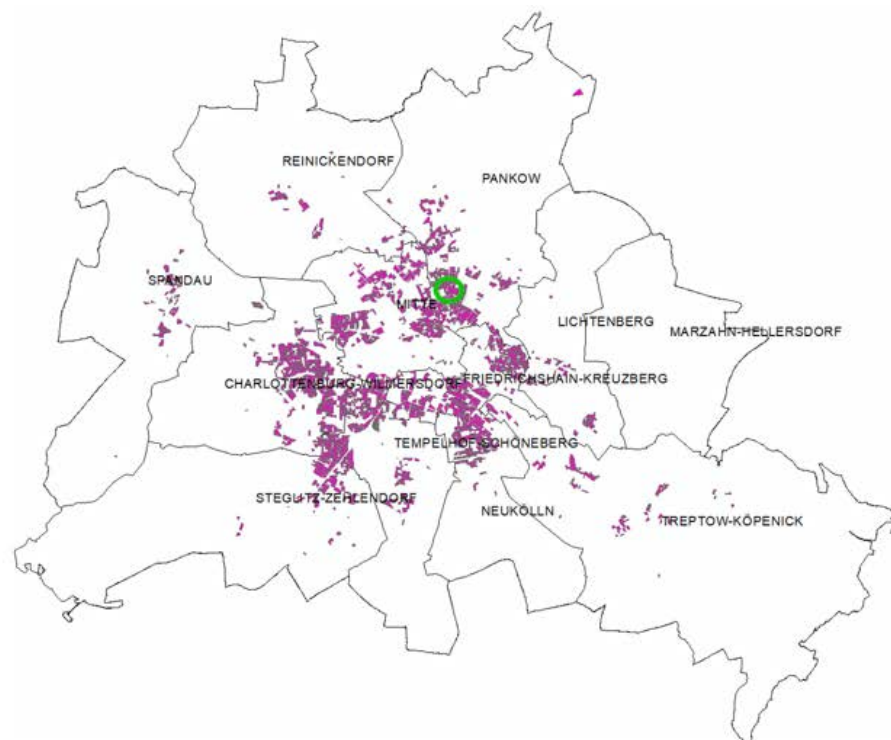 REINICKENDORF
PANKOW
SPANDAU
MITTE
LICHTENBERG
MARZAHN-HELLERSDORF
CHARLOTTENBURG-WILMERSDORF
FRIEDRICHSHAIN-KREUZBERG
TEMPELHOF-SCHÖNEBERG
STEGLITZ-ZEHLENDORF
NEUKÖLLN
TREPTOW-KÖPENICK